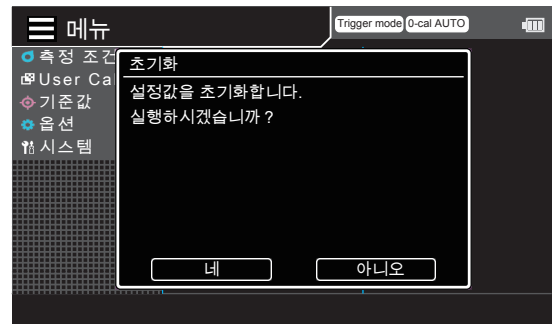 메뉴
Trigger mode 0-cal AUTO
측정 조건
User Ca
기준값
옵션
시스템
초기화
설정값을 초기화합니다.
실행하시겠습니까 ?
네
아니오